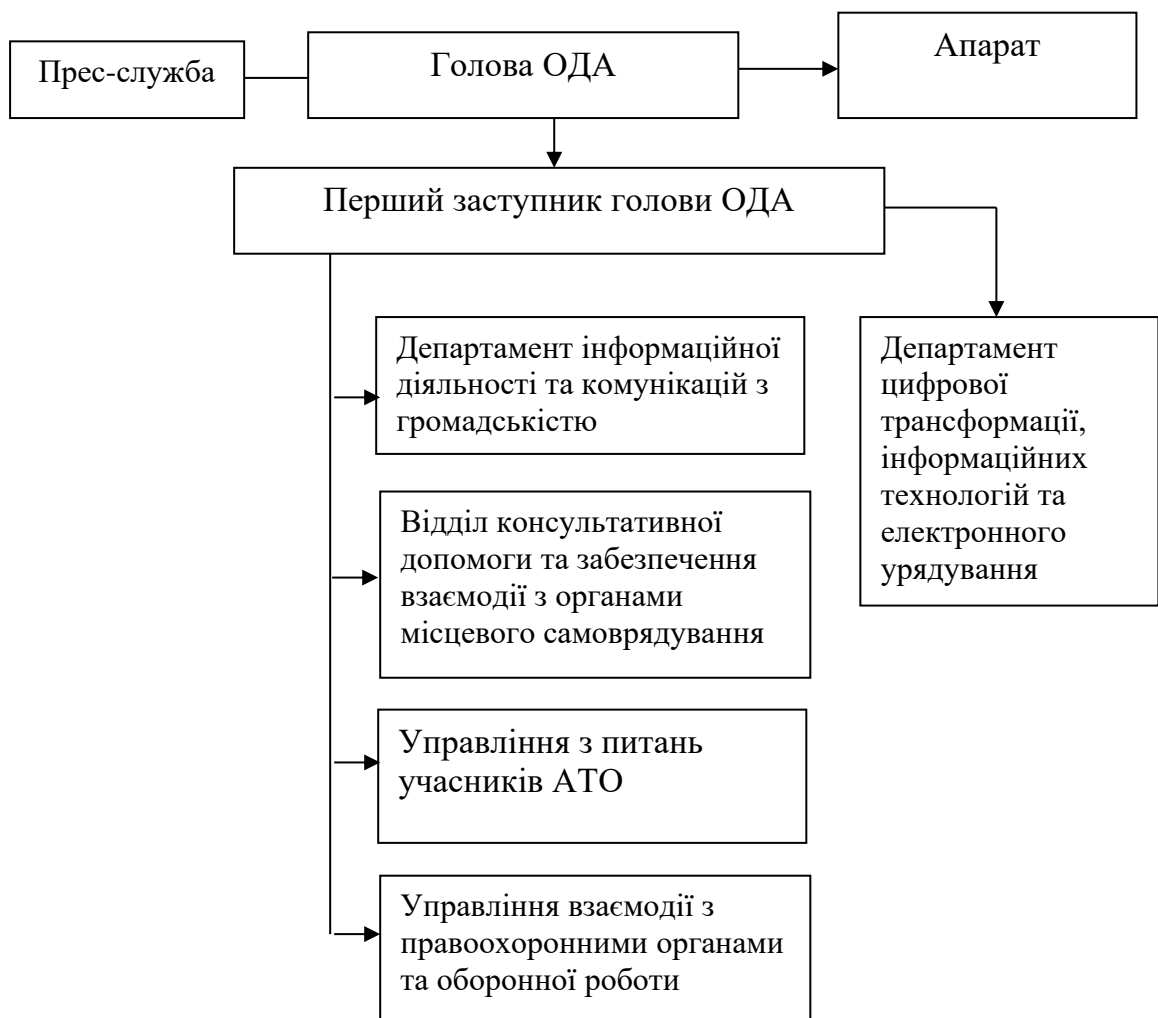 Прес-служба
Голова ОДА
Апарат
Перший заступник голови ОДА
Департамент інформаційної
діяльності та комунікацій з
громадськістю
Департамент
цифрової
трансформації,
інформаційних
технологій та
електронного
урядування
Відділ консультативної
допомоги та забезпечення
взаємодії з органами
місцевого самоврядування
Управління з питань
учасників АТО
Управління взаємодії з
правоохоронними органами
та оборонної роботи